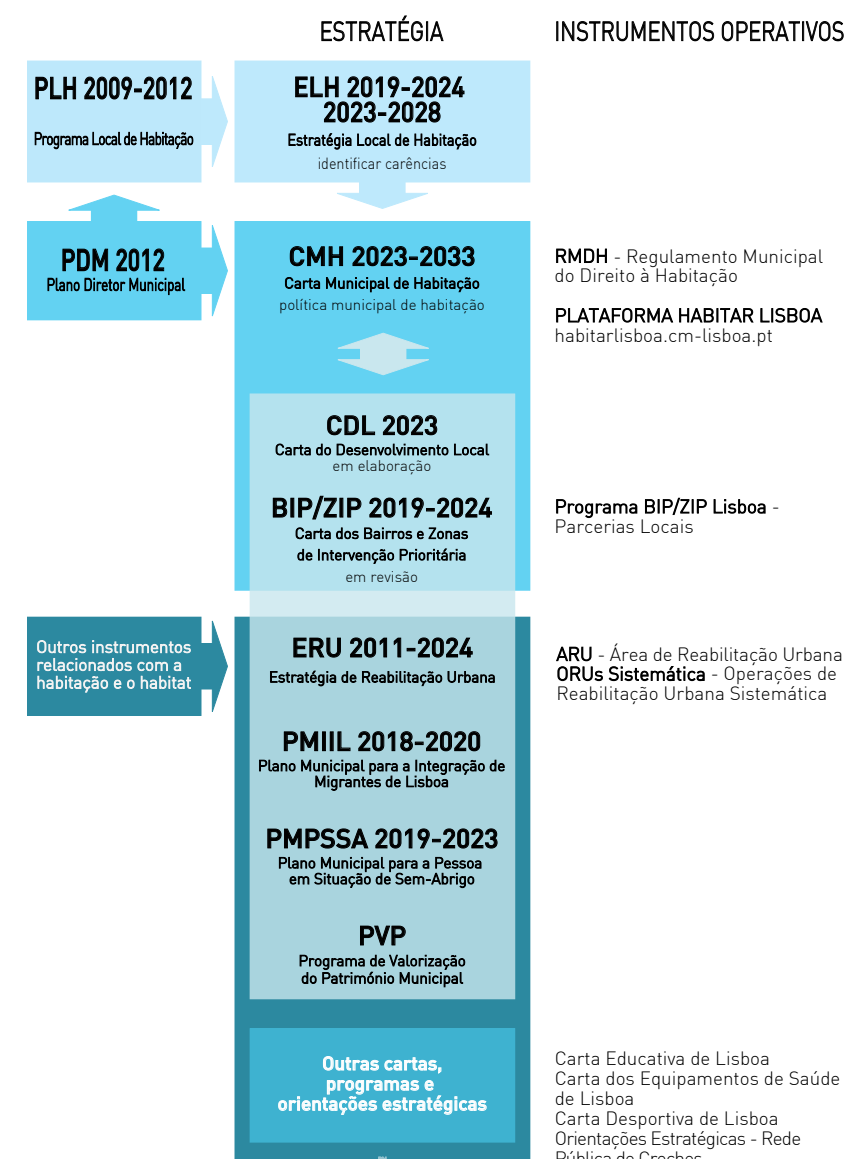 ESTRATÉGIA
INSTRUMENTOS OPERATIVOS
PLH 2009-2012
Programa Local de Habitação
ELH 2019-2024
2023-2028
Estratégia Local de Habitação
identificar carências
PDM 2012
Plano Diretor Municipal
CMH 2023-2033
Carta Municipal de Habitação
política municipal de habitação
RMDH - Regulamento Municipal
do Direito à Habitação
PLATAFORMA HABITAR LISBOA
habitarlisboa.cm-lisboa.pt
CDL 2023
Carta do Desenvolvimento Local
em elaboração
BIP/ZIP 2019-2024
Carta dos Bairros e Zonas
de Intervenção Prioritária
em revisão
Programa BIP/ZIP Lisboa -
Parcerias Locais
Outros instrumentos
relacionados com a
habitação e o habitat
ERU 2011-2024
Estratégia de Reabilitação Urbana
ARU - Área de Reabilitação Urbana
ORUs Sistemática - Operações de
Reabilitação Urbana Sistemática
PMIIL 2018-2020
Plano Municipal para a Integração de
Migrantes de Lisboa
PMPSSA 2019-2023
Plano Municipal para a Pessoa
em Situação de Sem-Abrigo
PVP
Programa de Valorização
do Património Municipal
Outras cartas,
programas e
orientações estratégicas
Carta Educativa de Lisboa
Carta dos Equipamentos de Saúde
de Lisboa
Carta Desportiva de Lisboa
Orientações Estratégicas - Rede
Pública de Creches